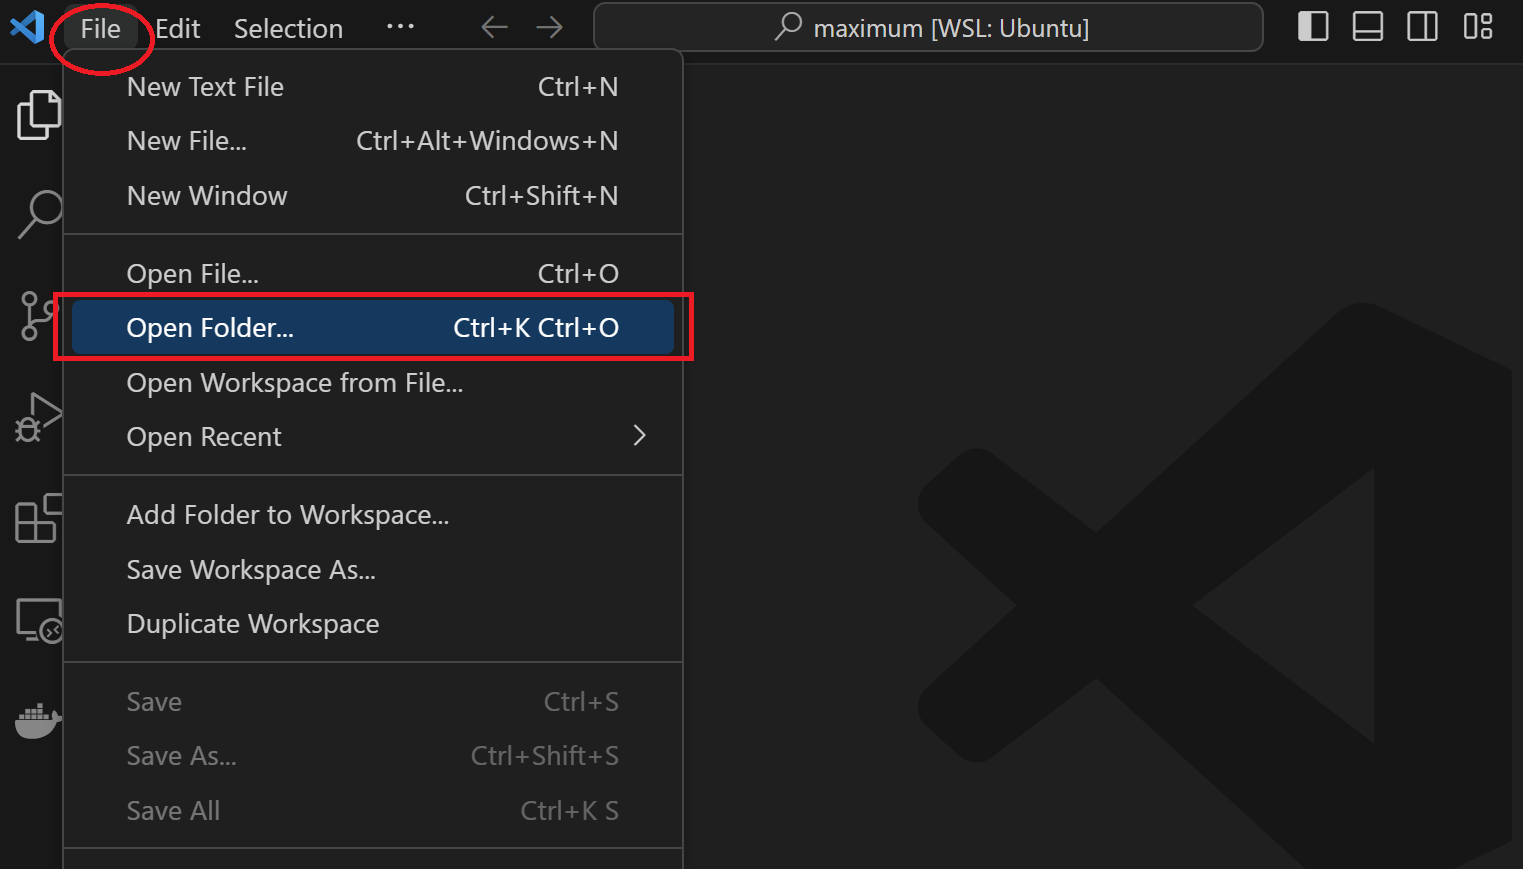 File Edit Selection ··· maximum [WSL: Ubuntu]
New Text File Ctrl+N
New File... Ctrl+Alt+Windows+N
New Window Ctrl+Shift+N
Open File... Ctrl+O
Open Folder... Ctrl+K Ctrl+O
Open Workspace from File...
Open Recent
Add Folder to Workspace...
Save Workspace As...
Duplicate Workspace
Save Ctrl+S
Save As... Ctrl+Shift+S
Save All Ctrl+K S